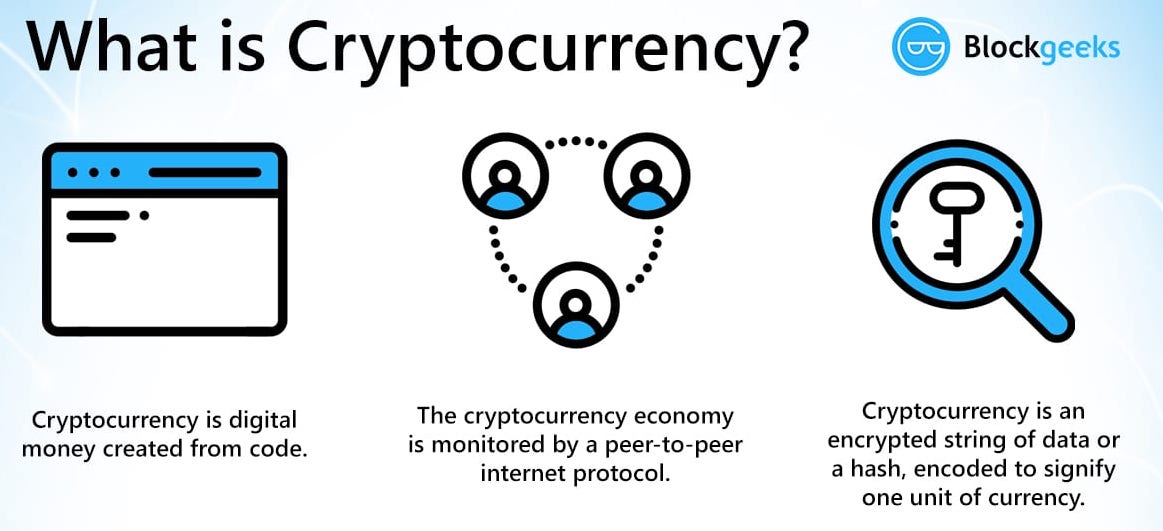 What is Cryptocurrency?
Blockgeeks
Cryptocurrency is digital
money created from code.
The cryptocurrency economy
is monitored by a peer-to-peer
internet protocol.
Cryptocurrency is an
encrypted string of data or
a hash, encoded to signify
one unit of currency.